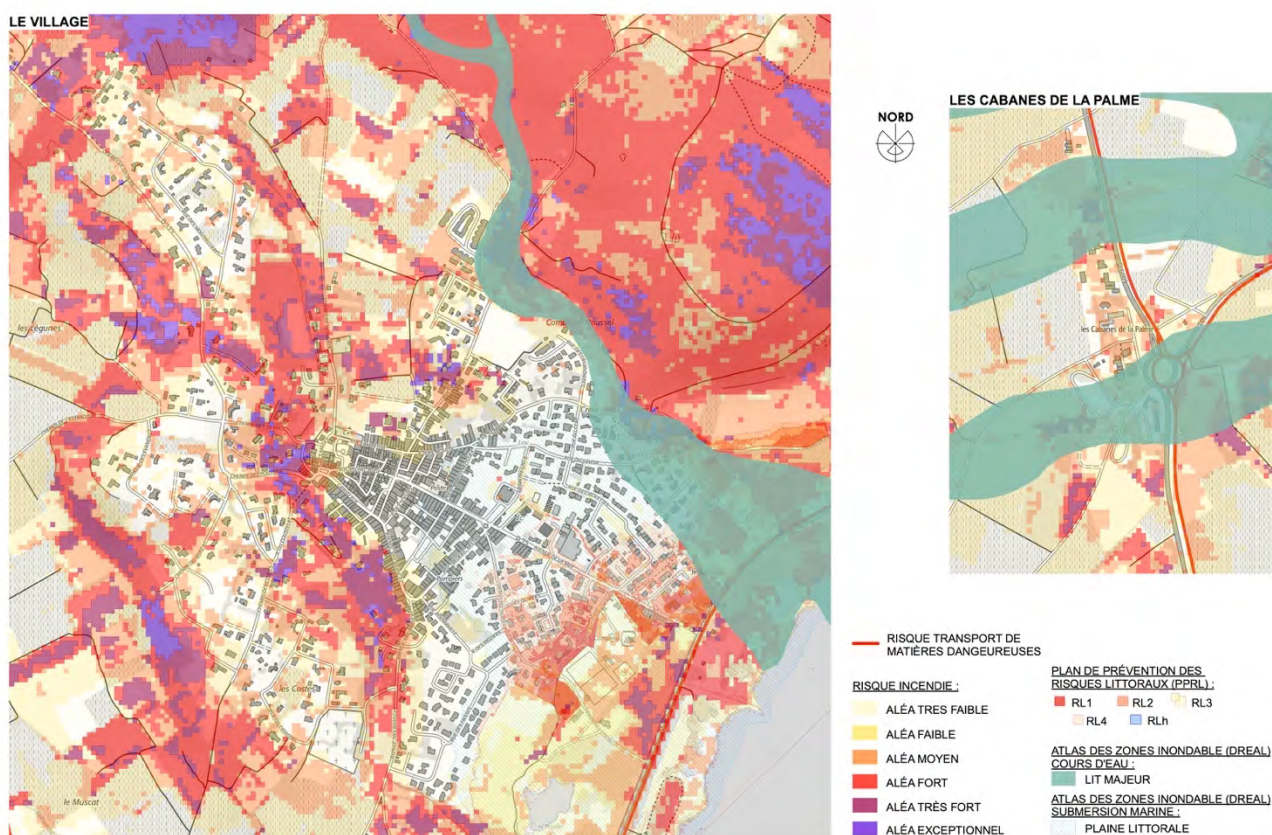 LE VILLAGE
LES CABANES DE LA PALME
NORD
les Cabanes de la Palme
les Costes
le Muscat
RISQUE TRANSPORT DE
MATIÈRES DANGEUREUSES
RISQUE INCENDIE :
ALÉA TRES FAIBLE
ALÉA FAIBLE
ALÉA MOYEN
ALÉA FORT
ALÉA TRÈS FORT
ALÉA EXCEPTIONNEL
PLAN DE PRÉVENTION DES
RISQUES LITTORAUX (PPRL) :
RL1 RL2 RL3
RL4 RLh
ATLAS DES ZONES INONDABLE (DREAL)
COURS D'EAU :
LIT MAJEUR
ATLAS DES ZONES INONDABLE (DREAL)
SUBMERSION MARINE :
PLAINE LITTORALE